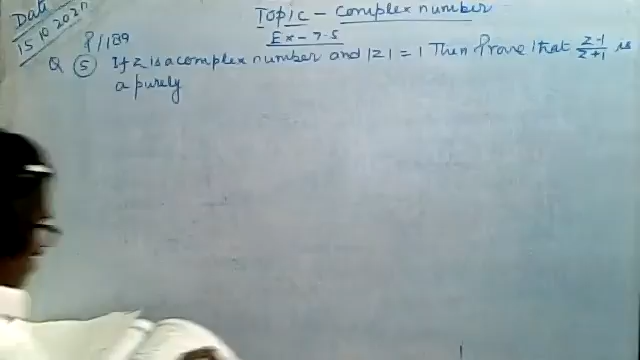 Date
15 10 2020
Topic - Complex number
Ex - 7.5
P/189
Q (5) If z is a complex number and |z| = 1 Then Prove that z-1/z+1 is
a purely